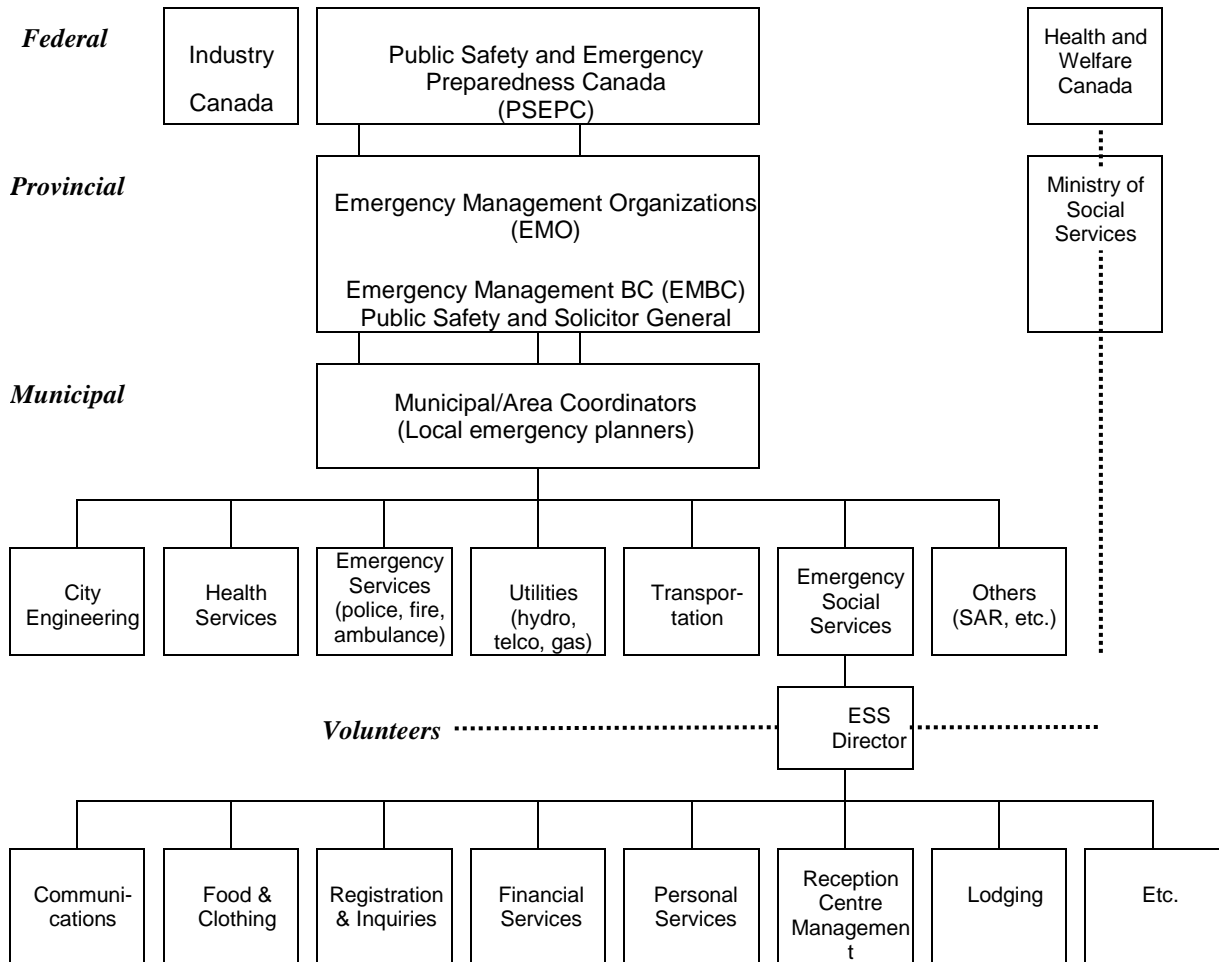 Federal
Industry
Canada
Public Safety and Emergency
Preparedness Canada
(PSEPC)
Health and
Welfare
Canada
Provincial
Emergency Management Organizations
(EMO)
Emergency Management BC (EMBC)
Public Safety and Solicitor General
Ministry of
Social
Services
Municipal
Municipal/Area Coordinators
(Local emergency planners)
City
Engineering
Health
Services
Emergency
Services
(police, fire,
ambulance)
Utilities
(hydro,
telco, gas)
Transpor-
tation
Emergency
Social
Services
Others
(SAR, etc.)
Volunteers
ESS
Director
Communi-
cations
Food &
Clothing
Registration
& Inquiries
Financial
Services
Personal
Services
Reception
Centre
Managemen
t
Lodging
Etc.